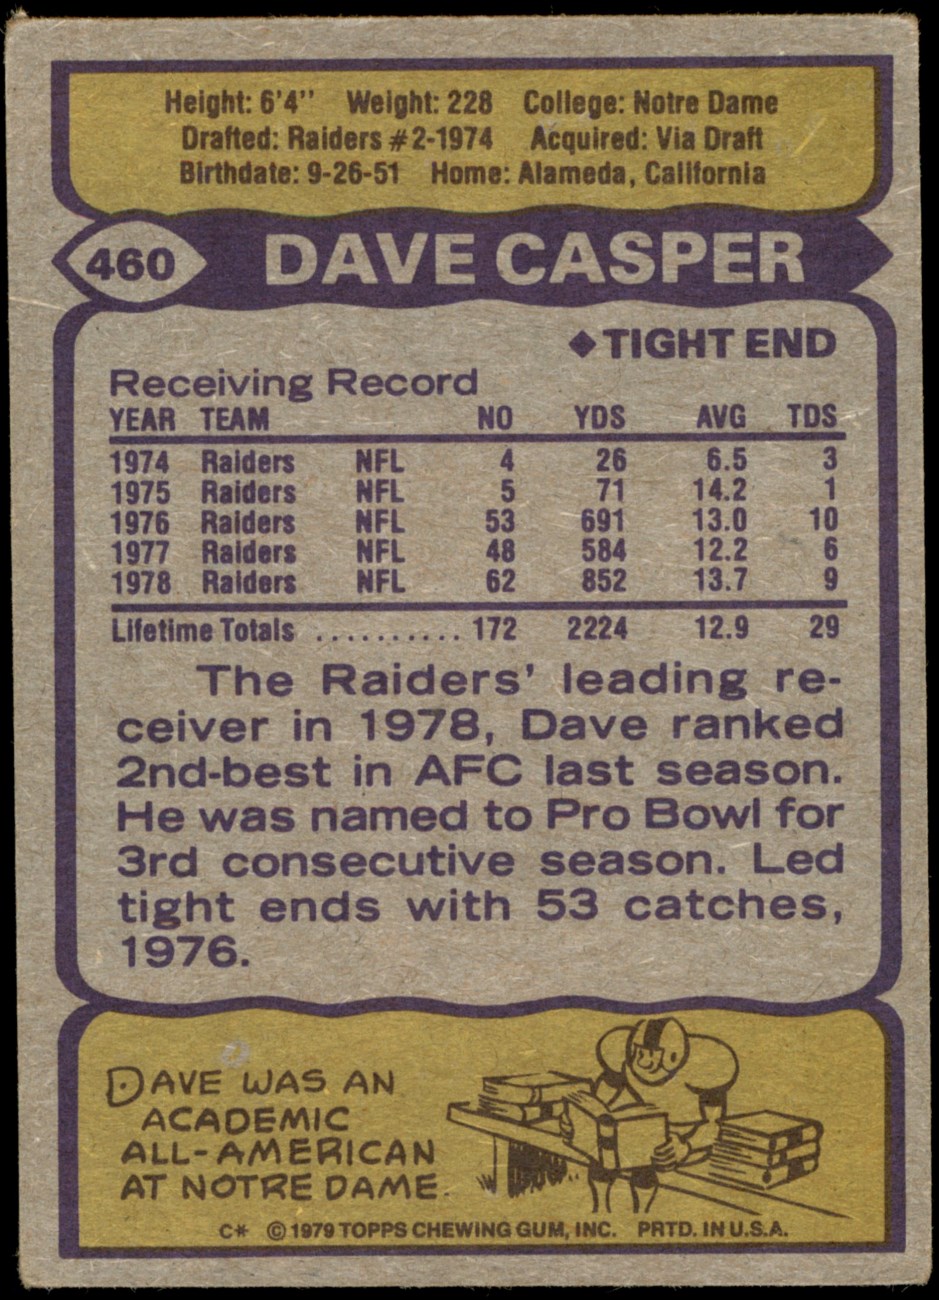 Height: 6'4" Weight: 228 College: Notre Dame
Drafted: Raiders #2-1974 Acquired: Via Draft
Birthdate: 9-26-51 Home: Alameda, California
460 DAVE CASPER
◆TIGHT END
Receiving Record
YEAR TEAM NO YDS AVG TDS
1974 Raiders NFL 4 26 6.5 3
1975 Raiders NFL 5 71 14.2 1
1976 Raiders NFL 53 691 13.0 10
1977 Raiders NFL 48 584 12.2 6
1978 Raiders NFL 62 852 13.7 9
Lifetime Totals .......... 172 2224 12.9 29
The Raiders' leading re-
ceiver in 1978, Dave ranked
2nd-best in AFC last season.
He was named to Pro Bowl for
3rd consecutive season. Led
tight ends with 53 catches,
1976.
DAVE WAS AN
ACADEMIC
ALL-AMERICAN
AT NOTRE DAME.
C* © 1979 TOPPS CHEWING GUM, INC. PRTD. IN U.S.A.